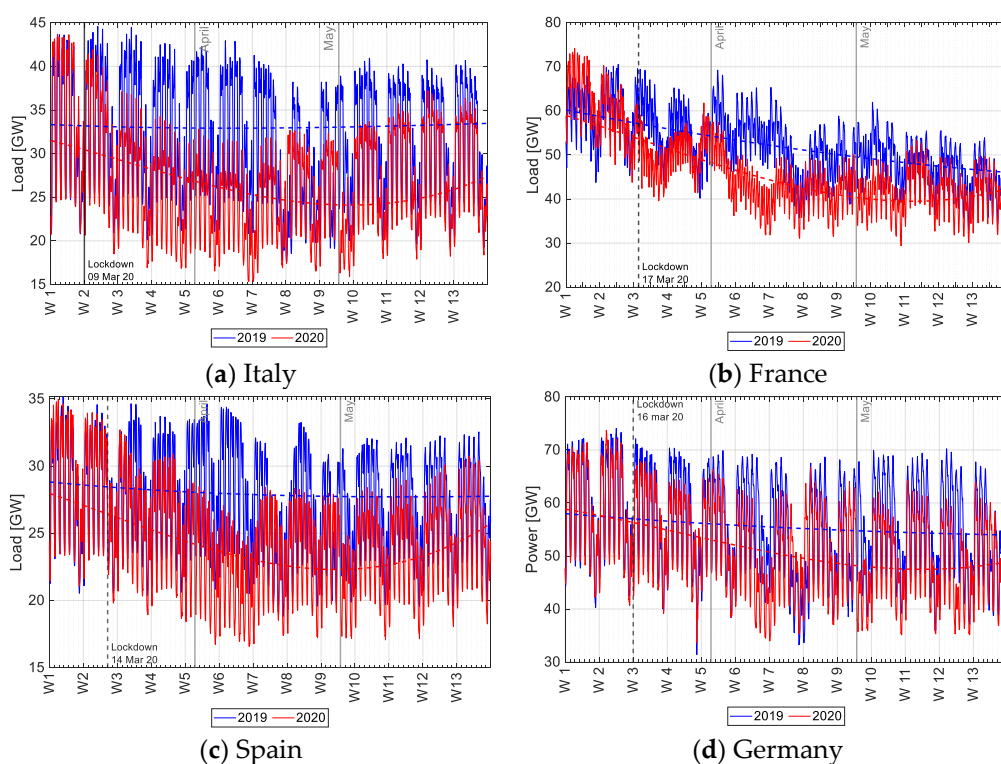 45
40
35
30
25
20
15
Load [GW]
April
May
Lockdown
09 Mar 20
W 1
W 2
W 3
W 4
W 5
W 6
W 7
W 8
W 9
W 10
W 11
W 12
W 13
2019
2020
(a) Italy
80
70
60
50
40
30
20
Load [GW]
April
May
Lockdown
17 Mar 20
W 1
W 2
W 3
W 4
W 5
W 6
W 7
W 8
W 9
W 10
W 11
W 12
W 13
2019
2020
(b) France
35
30
25
20
15
Load [GW]
April
May
Lockdown
14 Mar 20
W1
W2
W3
W4
W5
W6
W7
W8
W9
W10
W11
W12
W13
2019
2020
(c) Spain
80
70
60
50
40
30
Power [GW]
Lockdown
16 mar 20
April
May
W 1
W 2
W 3
W 4
W 5
W 6
W 7
W 8
W 9
W 10
W 11
W 12
W 13
2019
2020
(d) Germany